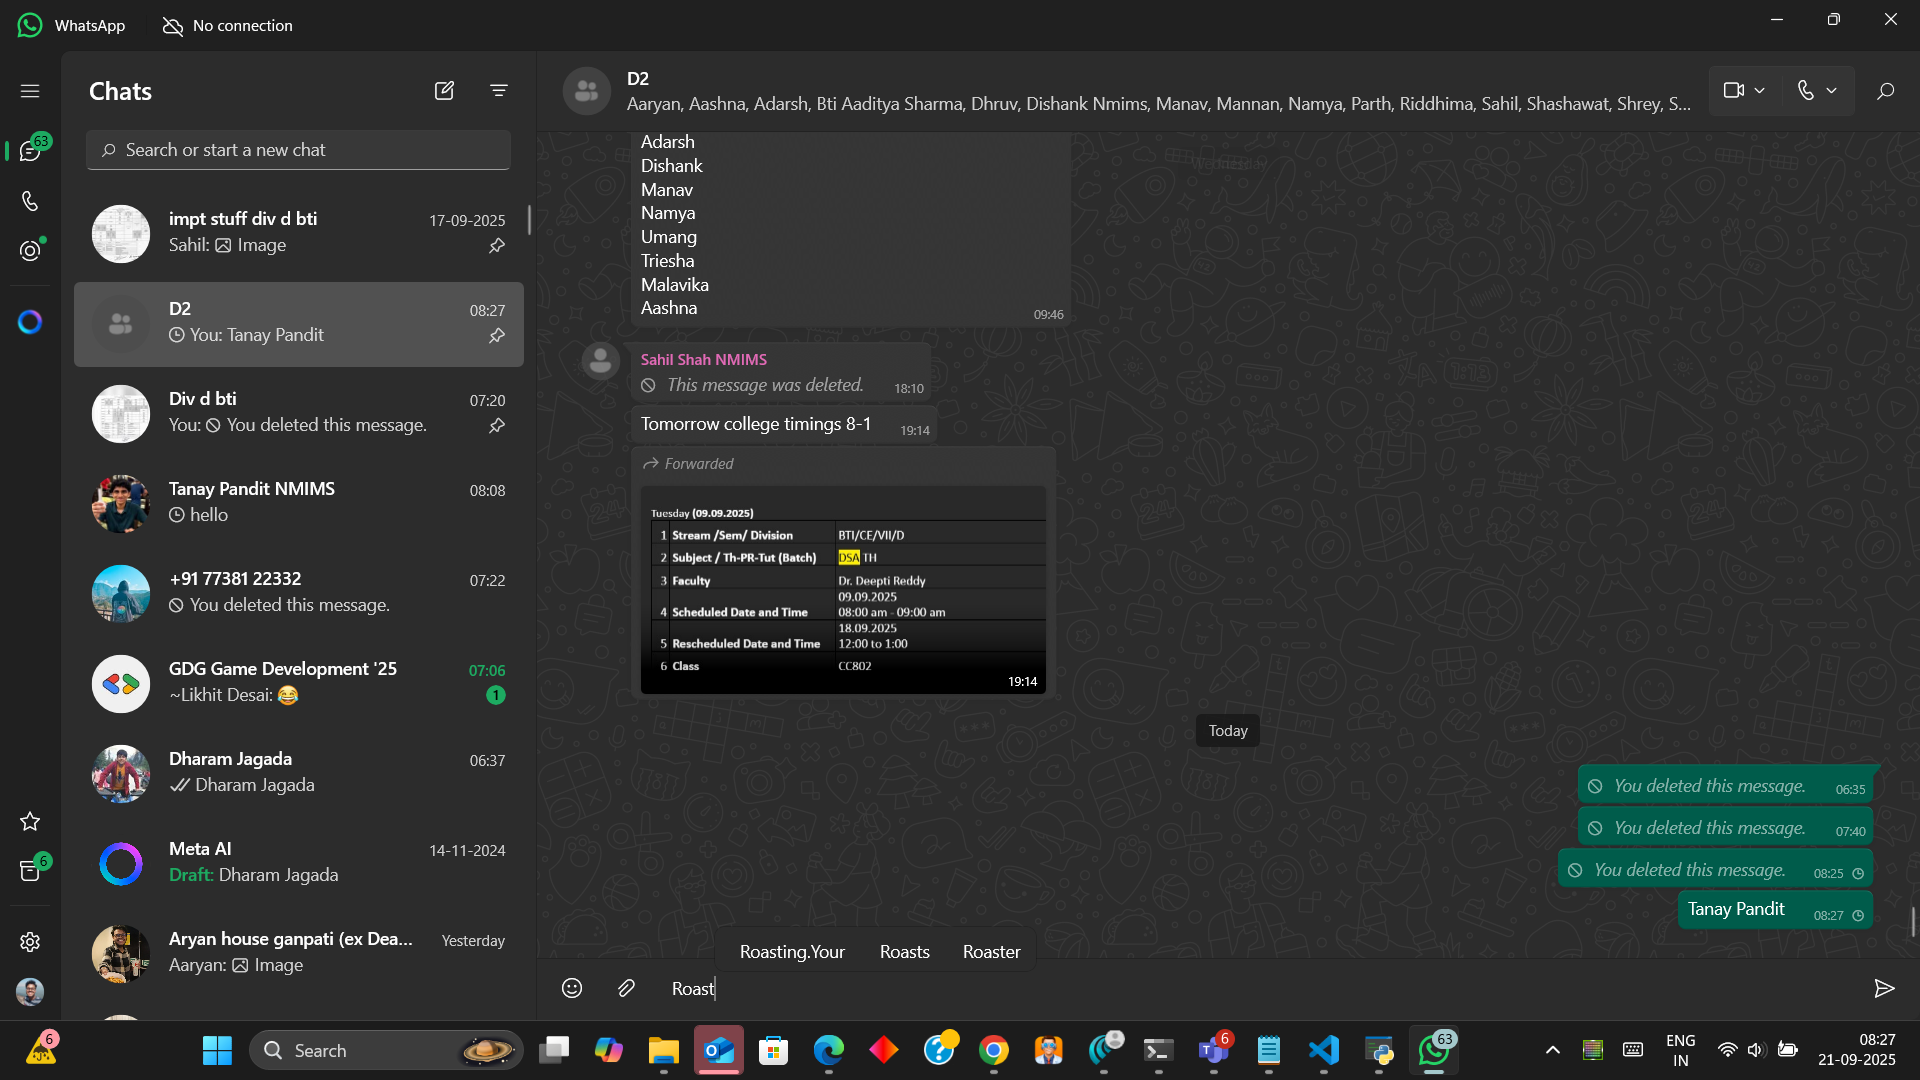 WhatsApp
No connection
Chats
Search or start a new chat
63
impt stuff div d bti
17-09-2025
Sahil: Image
D2
08:27
You: Tanay Pandit
Div d bti
07:20
You: You deleted this message.
Tanay Pandit NMIMS
08:08
hello
+91 77381 22332
07:22
You deleted this message.
GDG Game Development '25
07:06
~Likhit Desai: 😂
1
Dharam Jagada
06:37
Dharam Jagada
Meta AI
14-11-2024
Draft: Dharam Jagada
6
Aryan house ganpati (ex Dea...
Yesterday
Aaryan: Image
D2
Aaryan, Aashna, Adarsh, Bti Aaditya Sharma, Dhruv, Dishank Nmims, Manav, Mannan, Namya, Parth, Riddhima, Sahil, Shashawat, Shrey, S...
Wednesday
Adarsh
Dishank
Manav
Namya
Umang
Triesha
Malavika
Aashna
09:46
Sahil Shah NMIMS
This message was deleted.
18:10
Tomorrow college timings 8-1
19:14
Forwarded
Tuesday (09.09.2025)
1 Stream /Sem/ Division BTI/CE/VII/D
2 Subject / Th-PR-Tut (Batch) DSA TH
3 Faculty Dr. Deepti Reddy
09.09.2025
4 Scheduled Date and Time 08:00 am - 09:00 am
18.09.2025
5 Rescheduled Date and Time 12:00 to 1:00
6 Class CC802
19:14
Today
You deleted this message. 06:35
You deleted this message. 07:40
You deleted this message. 08:25
Tanay Pandit 08:27
Roasting.Your Roasts Roaster
Roast
6
Search
6
63
ENG
IN
08:27
21-09-2025